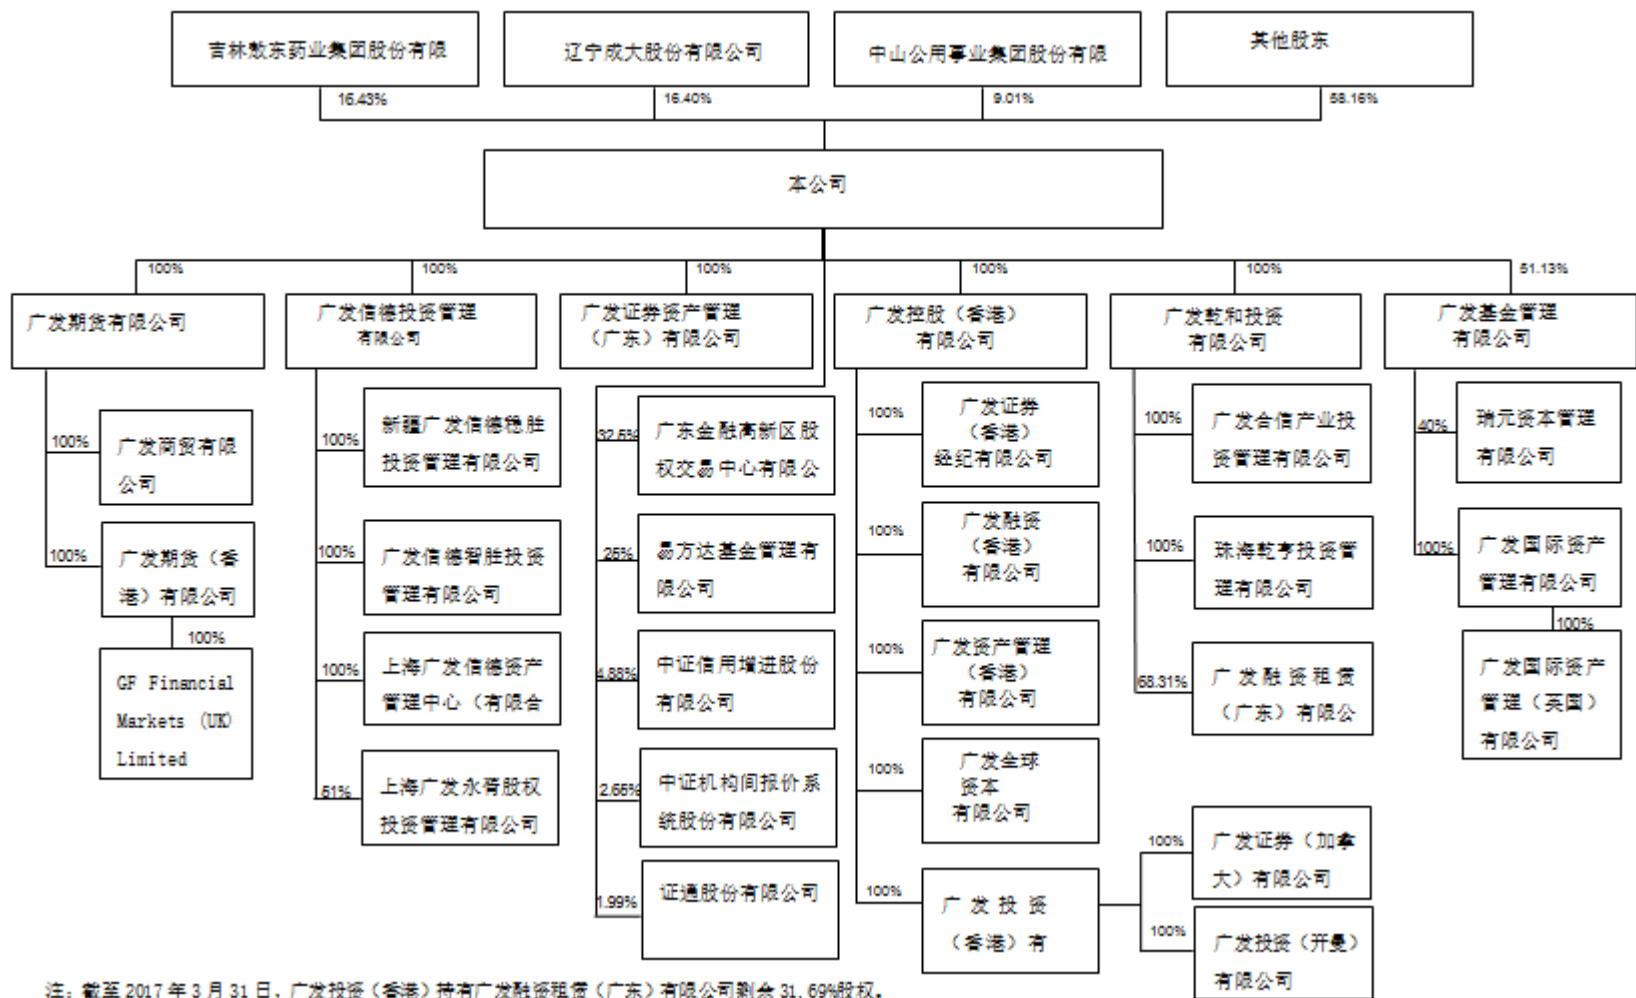 吉林敖东药业集团股份有限
辽宁成大股份有限公司
中山公用事业集团股份有限
其他股东
16.43%
16.40%
9.01%
58.16%
本公司
100%
100%
100%
100%
100%
51.13%
广发期货有限公司
广发信德投资管理
有限公司
广发证券资产管理
（广东）有限公司
广发控股（香港）
有限公司
广发乾和投资
有限公司
广发基金管理
有限公司
100%
广发商贸有限
公司
100%
广发期货（香
港）有限公司
100%
GF Financial
Markets (UK)
Limited
100%
新疆广发信德稳胜
投资管理有限公司
100%
广发信德智胜投资
管理有限公司
100%
上海广发信德资产
管理中心（有限合
51%
上海广发永胥股权
投资管理有限公司
32.5%
广东金融高新区股
权交易中心有限公
25%
易方达基金管理有
限公司
4.88%
中证信用增进股份
有限公司
2.66%
中证机构间报价系
统股份有限公司
1.99%
证通股份有限公司
100%
广发证券
（香港）
经纪有限公司
100%
广发融资
（香港）
有限公司
100%
广发资产管理
（香港）
有限公司
100%
广发全球
资本
有限公司
100%
广发投资
（香港）有
100%
广发合信产业投
资管理有限公司
100%
珠海乾亨投资管
理有限公司
68.31%
广发融资租赁
（广东）有限公
100%
广发证券（加拿
大）有限公司
100%
广发投资（开曼）
有限公司
40%
瑞元资本管理
有限公司
100%
广发国际资产
管理有限公司
100%
广发国际资产
管理（英国）
有限公司
注：截至 2017 年 3 月 31 日，广发投资（香港）持有广发融资租赁（广东）有限公司剩余 31.69%股权。